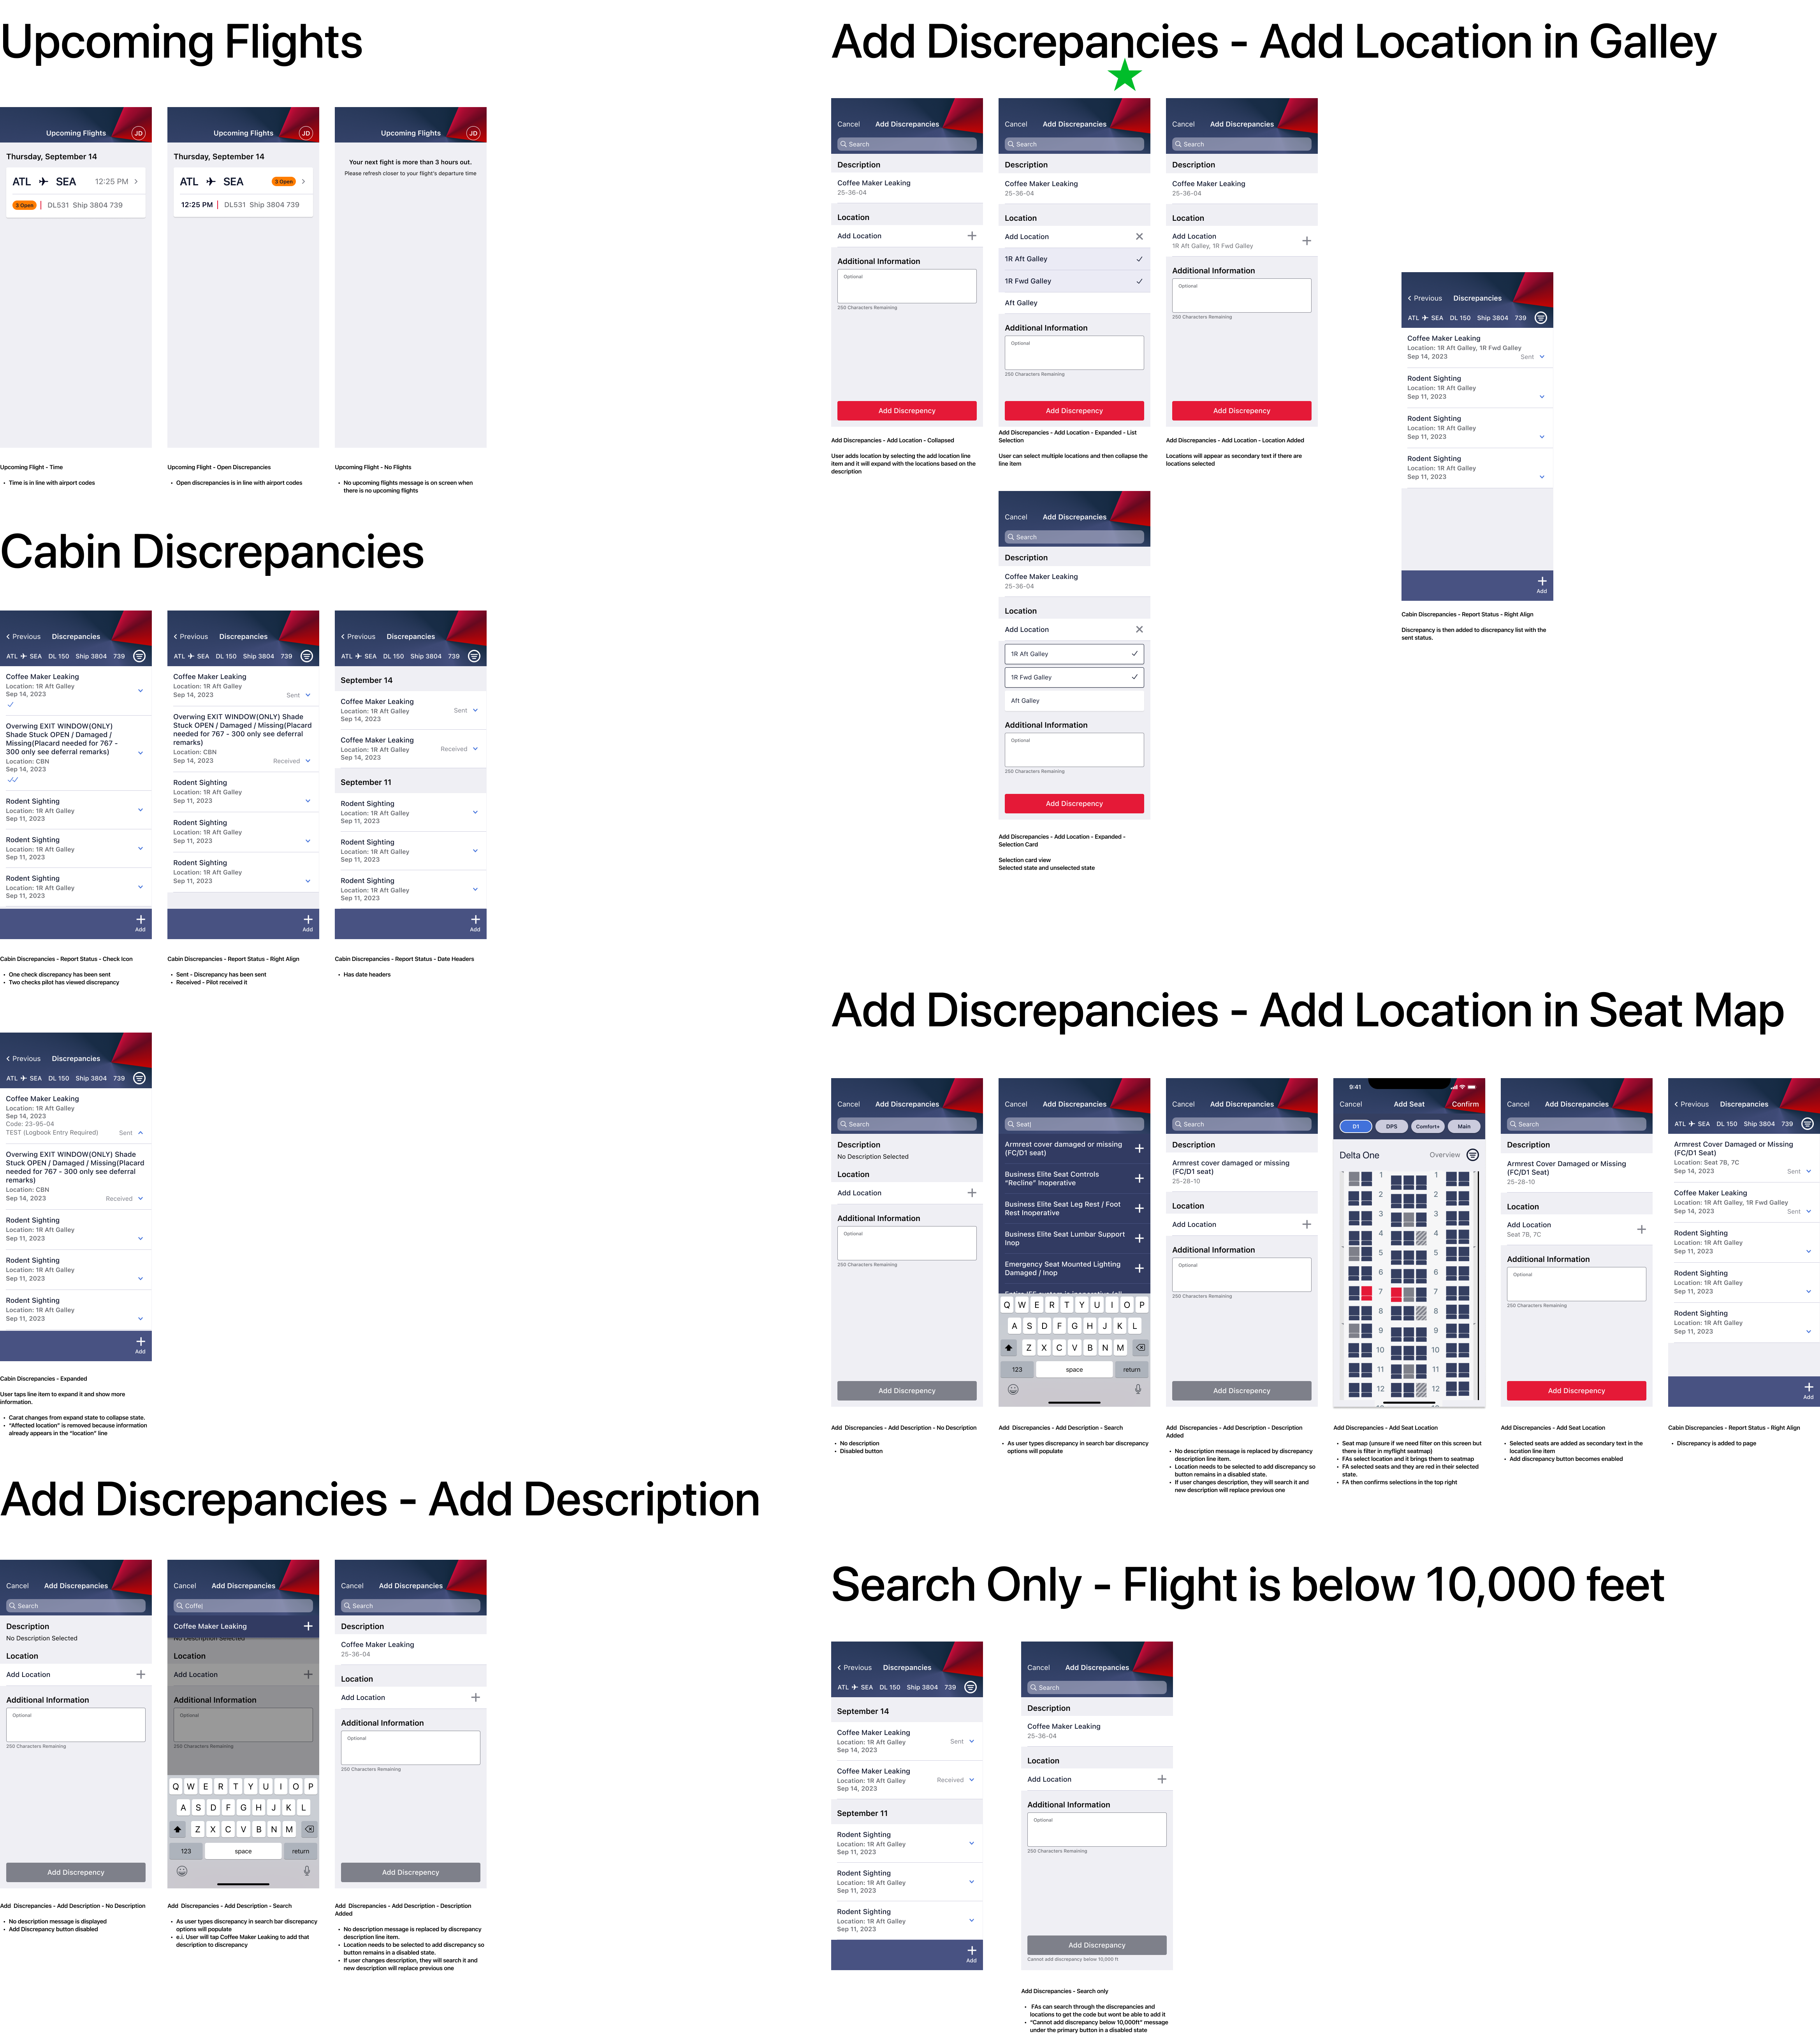 Upcoming Flights
Upcoming Flights
JD
Thursday, September 14
ATL SEA 12:25 PM
3 Open DL531 Ship 3804 739
Upcoming Flight - Time
Time is in line with airport codes
Upcoming Flights
JD
Thursday, September 14
ATL SEA 3 Open
12:25 PM DL531 Ship 3804 739
Upcoming Flight - Open Discrepancies
Open discrepancies is in line with airport codes
Upcoming Flights
JD
Your next fight is more than 3 hours out.
Please refresh closer to your flight's departure time
Upcoming Flight - No Flights
No upcoming flights message is on screen when
there is no upcoming flights
Cabin Discrepancies
Previous Discrepancies
ATL SEA DL 150 Ship 3804 739
Coffee Maker Leaking
Location: 1R Aft Galley
Sep 14, 2023
Overwing EXIT WINDOW(ONLY)
Shade Stuck OPEN / Damaged /
Missing(Placard needed for 767 -
300 only see deferral remarks)
Location: CBN
Sep 14, 2023
Rodent Sighting
Location: 1R Aft Galley
Sep 11, 2023
Rodent Sighting
Location: 1R Aft Galley
Sep 11, 2023
Rodent Sighting
Location: 1R Aft Galley
Sep 11, 2023
Add
Cabin Discrepancies - Report Status - Check Icon
One check discrepancy has been sent
Two checks pilot has viewed discrepancy
Previous Discrepancies
ATL SEA DL 150 Ship 3804 739
Coffee Maker Leaking
Location: 1R Aft Galley
Sep 14, 2023 Sent
Overwing EXIT WINDOW(ONLY) Shade
Stuck OPEN / Damaged / Missing(Placard
needed for 767 - 300 only see deferral
remarks)
Location: CBN
Sep 14, 2023 Received
Rodent Sighting
Location: 1R Aft Galley
Sep 11, 2023
Rodent Sighting
Location: 1R Aft Galley
Sep 11, 2023
Rodent Sighting
Location: 1R Aft Galley
Sep 11, 2023
Add
Cabin Discrepancies - Report Status - Right Align
Sent - Discrepancy has been sent
Received - Pilot received it
Previous Discrepancies
ATL SEA DL 150 Ship 3804 739
September 14
Coffee Maker Leaking
Location: 1R Aft Galley Sent
Sep 14, 2023
Coffee Maker Leaking
Location: 1R Aft Galley Received
Sep 14, 2023
September 11
Rodent Sighting
Location: 1R Aft Galley
Sep 11, 2023
Rodent Sighting
Location: 1R Aft Galley
Sep 11, 2023
Rodent Sighting
Location: 1R Aft Galley
Sep 11, 2023
Add
Cabin Discrepancies - Report Status - Date Headers
Has date headers
Previous Discrepancies
ATL SEA DL 150 Ship 3804 739
Coffee Maker Leaking
Location: 1R Aft Galley
Sep 14, 2023
Code: 23-95-04
TEST (Logbook Entry Required) Sent
Overwing EXIT WINDOW(ONLY) Shade
Stuck OPEN / Damaged / Missing(Placard
needed for 767 - 300 only see deferral
remarks)
Location: CBN
Sep 14, 2023 Received
Rodent Sighting
Location: 1R Aft Galley
Sep 11, 2023
Rodent Sighting
Location: 1R Aft Galley
Sep 11, 2023
Rodent Sighting
Location: 1R Aft Galley
Sep 11, 2023
Add
Cabin Discrepancies - Expanded
User taps line item to expand it and show more
information.
Carat changes from expand state to collapse state.
"Affected location" is removed because information
already appears in the "location" line
Add Discrepancies - Add Description
Cancel Add Discrepancies
Search
Description
No Description Selected
Location
Add Location
Additional Information
Optional
250 Characters Remaining
Add Discrepency
Add Discrepancies - Add Description - No Description
No description message is displayed
Add Discrepancy button disabled
Cancel Add Discrepancies
Coffe
Coffee Maker Leaking
No Description Selected
Location
Add Location
Additional Information
Optional
250 Characters Remaining
Q W E R T Y U I O P
A S D F G H J K L
Z X C V B N M
123 space return
Add Discrepancies - Add Description - Search
As user types discrepancy in search bar discrepancy
options will populate
e.i. User will tap Coffee Maker Leaking to add that
description to discrepancy
Cancel Add Discrepancies
Search
Description
Coffee Maker Leaking
25-36-04
Location
Add Location
Additional Information
Optional
250 Characters Remaining
Add Discrepency
Add Discrepancies - Add Description - Description
Added
No description message is replaced by discrepancy
description line item.
Location needs to be selected to add discrepancy so
button remains in a disabled state.
If user changes description, they will search it and
new description will replace previous one
Add Discrepancies - Add Location in Galley
Cancel Add Discrepancies
Search
Description
Coffee Maker Leaking
25-36-04
Location
Add Location
Additional Information
Optional
250 Characters Remaining
Add Discrepency
Add Discrepancies - Add Location - Collapsed
User adds location by selecting the add location line
item and it will expand with the locations based on the
description
Cancel Add Discrepancies
Search
Description
Coffee Maker Leaking
25-36-04
Location
Add Location
1R Aft Galley
1R Fwd Galley
Aft Galley
Additional Information
Optional
250 Characters Remaining
Add Discrepency
Add Discrepancies - Add Location - Expanded - List
Selection
User can select multiple locations and then collapse the
line item
Cancel Add Discrepancies
Search
Description
Coffee Maker Leaking
25-36-04
Location
Add Location
1R Aft Galley, 1R Fwd Galley
Additional Information
Optional
250 Characters Remaining
Add Discrepency
Add Discrepancies - Add Location - Location Added
Locations will appear as secondary text if there are
locations selected
Previous Discrepancies
ATL SEA DL 150 Ship 3804 739
Coffee Maker Leaking
Location: 1R Aft Galley, 1R Fwd Galley
Sep 14, 2023 Sent
Rodent Sighting
Location: 1R Aft Galley
Sep 11, 2023
Rodent Sighting
Location: 1R Aft Galley
Sep 11, 2023
Rodent Sighting
Location: 1R Aft Galley
Sep 11, 2023
Add
Cabin Discrepancies - Report Status - Right Align
Discrepancy is then added to discrepancy list with the
sent status.
Cancel Add Discrepancies
Search
Description
Coffee Maker Leaking
25-36-04
Location
Add Location
1R Aft Galley
1R Fwd Galley
Aft Galley
Additional Information
Optional
250 Characters Remaining
Add Discrepency
Add Discrepancies - Add Location - Expanded -
Selection Card
Selection card view
Selected state and unselected state
Add Discrepancies - Add Location in Seat Map
Cancel Add Discrepancies
Search
Description
No Description Selected
Location
Add Location
Additional Information
Optional
250 Characters Remaining
Add Discrepency
Add Discrepancies - Add Description - No Description
No description
Disabled button
Cancel Add Discrepancies
Seat
Armrest cover damaged or missing
(FC/D1 seat)
Business Elite Seat Controls
"Recline" Inoperative
Business Elite Seat Leg Rest / Foot
Rest Inoperative
Business Elite Seat Lumbar Support
Inop
Emergency Seat Mounted Lighting
Damaged / Inop
Q W E R T Y U I O P
A S D F G H J K L
Z X C V B N M
123 space return
Add Discrepancies - Add Description - Search
As user types discrepancy in search bar discrepancy
options will populate
Cancel Add Discrepancies
Search
Description
Armrest cover damaged or missing
(FC/D1 seat)
25-28-10
Location
Add Location
Additional Information
Optional
250 Characters Remaining
Add Discrepency
Add Discrepancies - Add Description - Description
Added
No description message is replaced by discrepancy
description line item.
Location needs to be selected to add discrepancy so
button remains in a disabled state.
If user changes description, they will search it and
new description will replace previous one
9:41
Cancel Add Seat Confirm
D1 DPS Comfort+ Main
Delta One Overview
1 1
2 2
3 3
4 4
5 5
6 6
7 7
8 8
9 9
10 10
11 11
12 12
Add Discrepancies - Add Seat Location
Seat map (unsure if we need filter on this screen but
there is filter in myflight seatmap)
FAs select location and it brings them to seatmap
FA selected seats and they are red in their selected
state.
FA then confirms selections in the top right
Cancel Add Discrepancies
Search
Description
Armrest Cover Damaged or Missing
(FC/D1 Seat)
25-28-10
Location
Add Location
Seat 7B, 7C
Additional Information
Optional
250 Characters Remaining
Add Discrepency
Add Discrepancies - Add Seat Location
Selected seats are added as secondary text in the
location line item
Add discrepancy button becomes enabled
Previous Discrepancies
ATL SEA DL 150 Ship 3804 739
Armrest Cover Damaged or Missing
(FC/D1 Seat)
Location: Seat 7B, 7C
Sep 14, 2023 Sent
Coffee Maker Leaking
Location: 1R Aft Galley, 1R Fwd Galley
Sep 14, 2023 Sent
Rodent Sighting
Location: 1R Aft Galley
Sep 11, 2023
Rodent Sighting
Location: 1R Aft Galley
Sep 11, 2023
Rodent Sighting
Location: 1R Aft Galley
Sep 11, 2023
Add
Cabin Discrepancies - Report Status - Right Align
Discrepancy is added to page
Search Only - Flight is below 10,000 feet
Previous Discrepancies
ATL SEA DL 150 Ship 3804 739
September 14
Coffee Maker Leaking
Location: 1R Aft Galley Sent
Sep 14, 2023
Coffee Maker Leaking
Location: 1R Aft Galley Received
Sep 14, 2023
September 11
Rodent Sighting
Location: 1R Aft Galley
Sep 11, 2023
Rodent Sighting
Location: 1R Aft Galley
Sep 11, 2023
Rodent Sighting
Location: 1R Aft Galley
Sep 11, 2023
Add
Cancel Add Discrepancies
Search
Description
Coffee Maker Leaking
25-36-04
Location
Add Location
Additional Information
Optional
250 Characters Remaining
Add Discrepancy
Cannot add discrepancy below 10,000 ft
Add Discrepancies - Search only
FAs can search through the discrepancies and
locations to get the code but wont be able to add it
"Cannot add discrepancy below 10,000ft" message
under the primary button in a disabled state